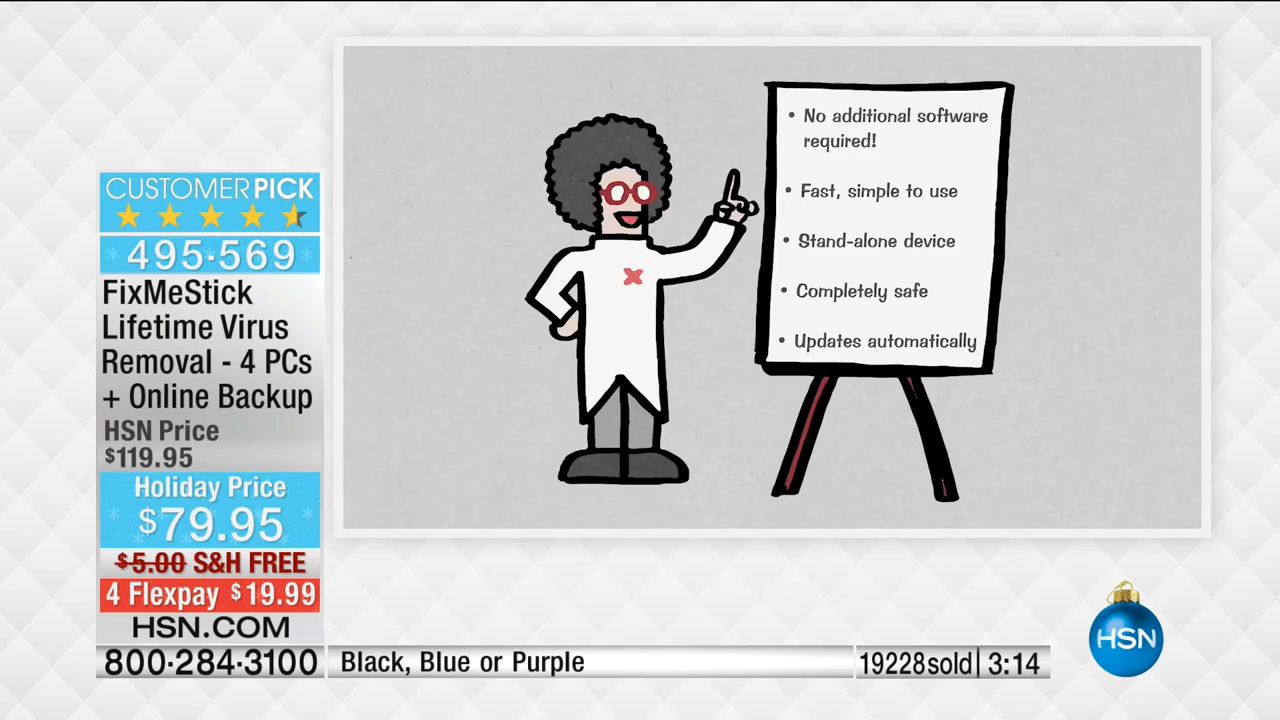 CUSTOMER PICK
495·569
FixMeStick
Lifetime Virus
Removal - 4 PCs
+ Online Backup
HSN Price
$119.95
Holiday Price
$79.95
$5.00 S&H FREE
4 Flexpay $19.99
HSN.COM
800·284·3100
• No additional software
required!
• Fast, simple to use
• Stand-alone device
• Completely safe
• Updates automatically
Black, Blue or Purple
19228sold| 3:14
HSN